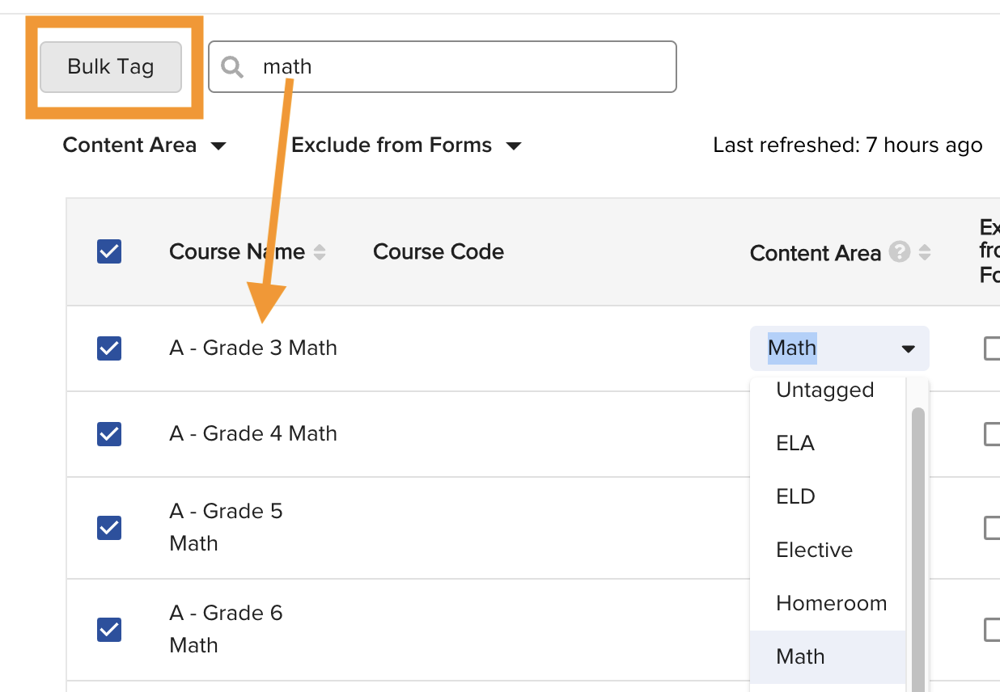 Bulk Tag
math
Content Area
Exclude from Forms
Last refreshed: 7 hours ago
Course Name
Course Code
Content Area
?
A - Grade 3 Math
Math
Untagged
A - Grade 4 Math
ELA
ELD
A - Grade 5
Math
Elective
Homeroom
A - Grade 6
Math
Math